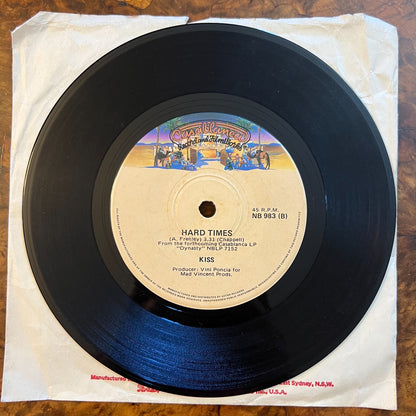 Casablanca
Record and FilmWorks
45 R.P.M.
NB 983 (B)
HARD TIMES
(A. Frehley) 3.31 (Chappell)
From the forthcoming Casablanca LP
"Dynasty" NBLP 7152
KISS
Producer: Vini Poncia for
Mad Vincent Prods.
Manufactured
Sydney, N.S.W.
U.S.A.